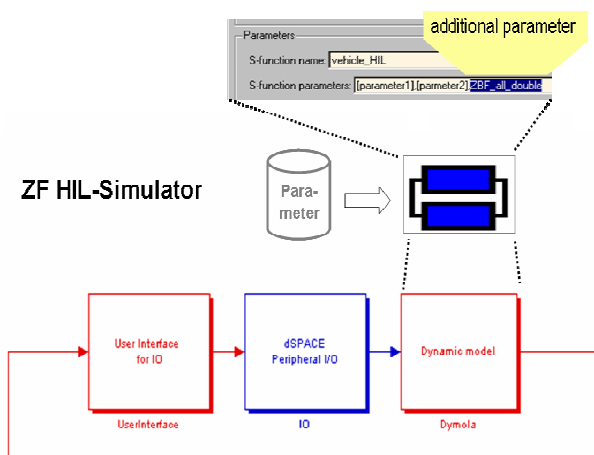 additional parameter
Parameters
S-function name: vehicle_HIL
S-function parameters: [parameter1],[parmeter2],ZBF_all_double
ZF HIL-Simulator
Para-
meter
User Interface
for IO
dSPACE
Peripheral I/O
Dynamic model
UserInterface
IO
Dymola